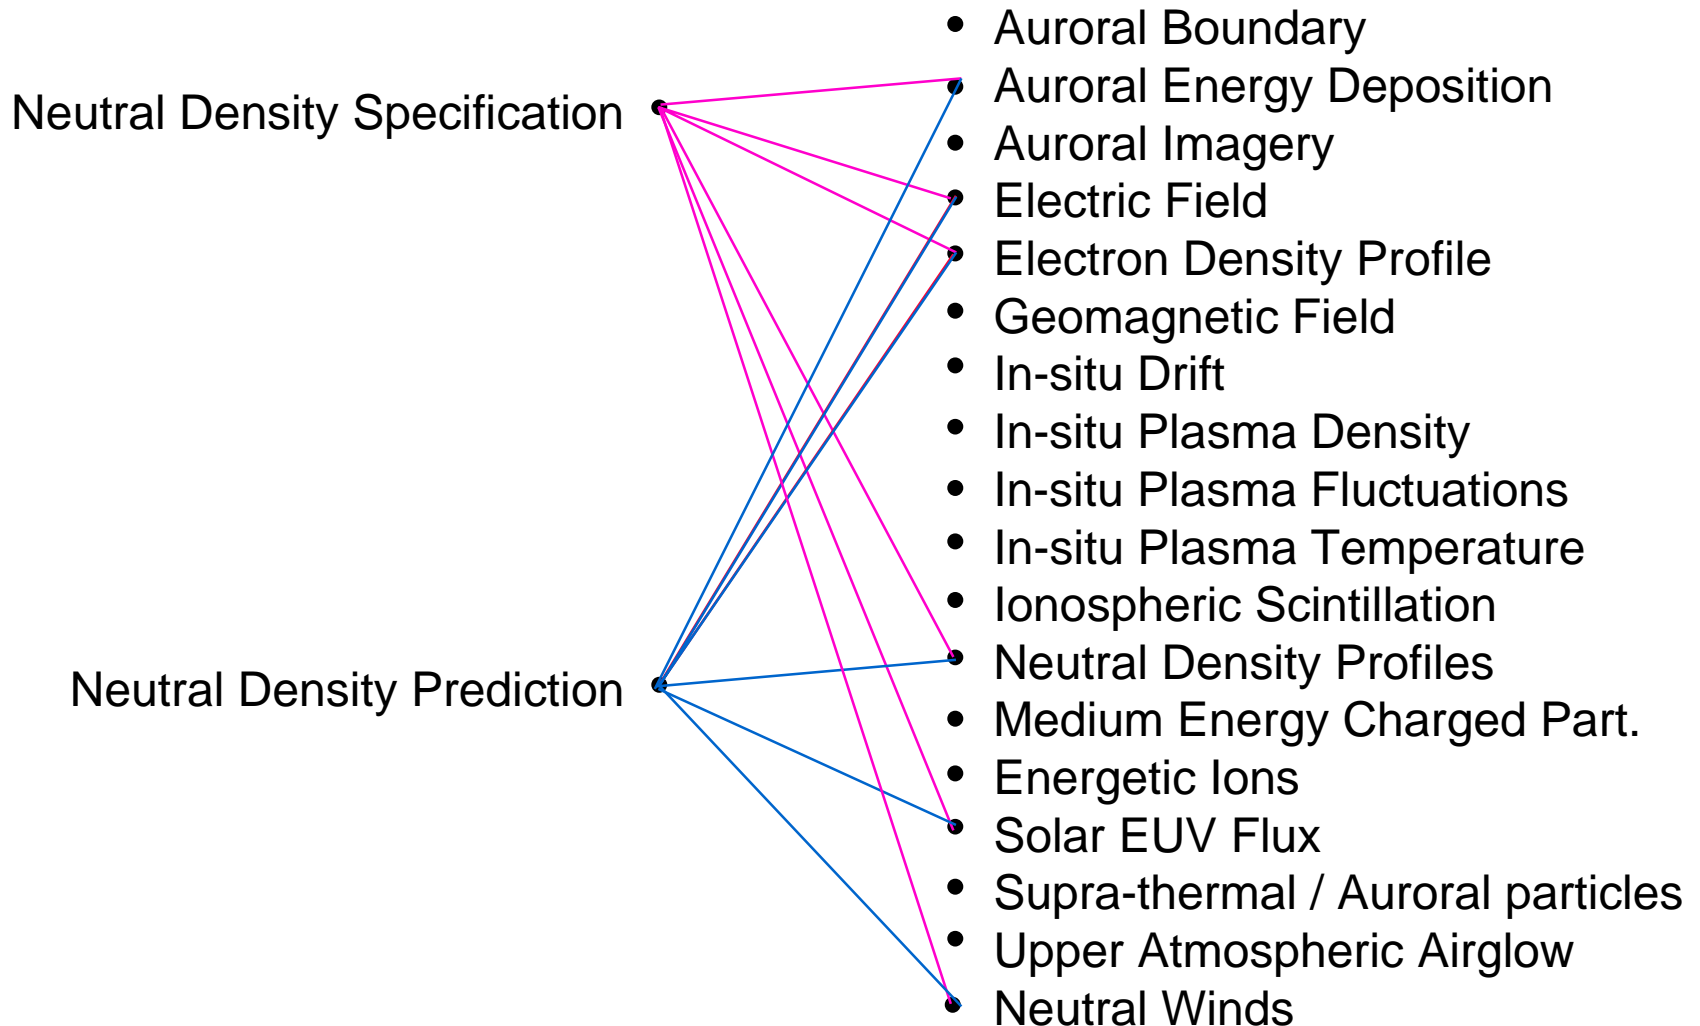 Neutral Density Specification
Neutral Density Prediction
Auroral Boundary
Auroral Energy Deposition
Auroral Imagery
Electric Field
Electron Density Profile
Geomagnetic Field
In-situ Drift
In-situ Plasma Density
In-situ Plasma Fluctuations
In-situ Plasma Temperature
Ionospheric Scintillation
Neutral Density Profiles
Medium Energy Charged Part.
Energetic Ions
Solar EUV Flux
Supra-thermal / Auroral particles
Upper Atmospheric Airglow
Neutral Winds